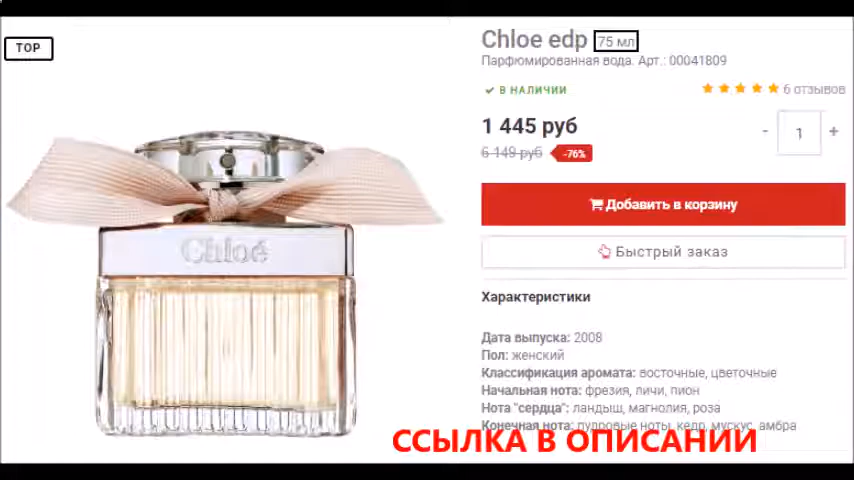 TOP
Chloe edp 75 мл
Парфюмированная вода. Арт.: 00041809
В НАЛИЧИИ
6 отзывов
1 445 руб
- 1 +
6 149 руб -76%
Добавить в корзину
Быстрый заказ
Chloé
Характеристики
Дата выпуска: 2008
Пол: женский
Классификация аромата: восточные, цветочные
Начальная нота: фрезия, личи, пион
Нота "сердца": ландыш, магнолия, роза
Конечная нота: пудровые ноты, кедр, мускус, амбра
ССЫЛКА В ОПИСАНИИ